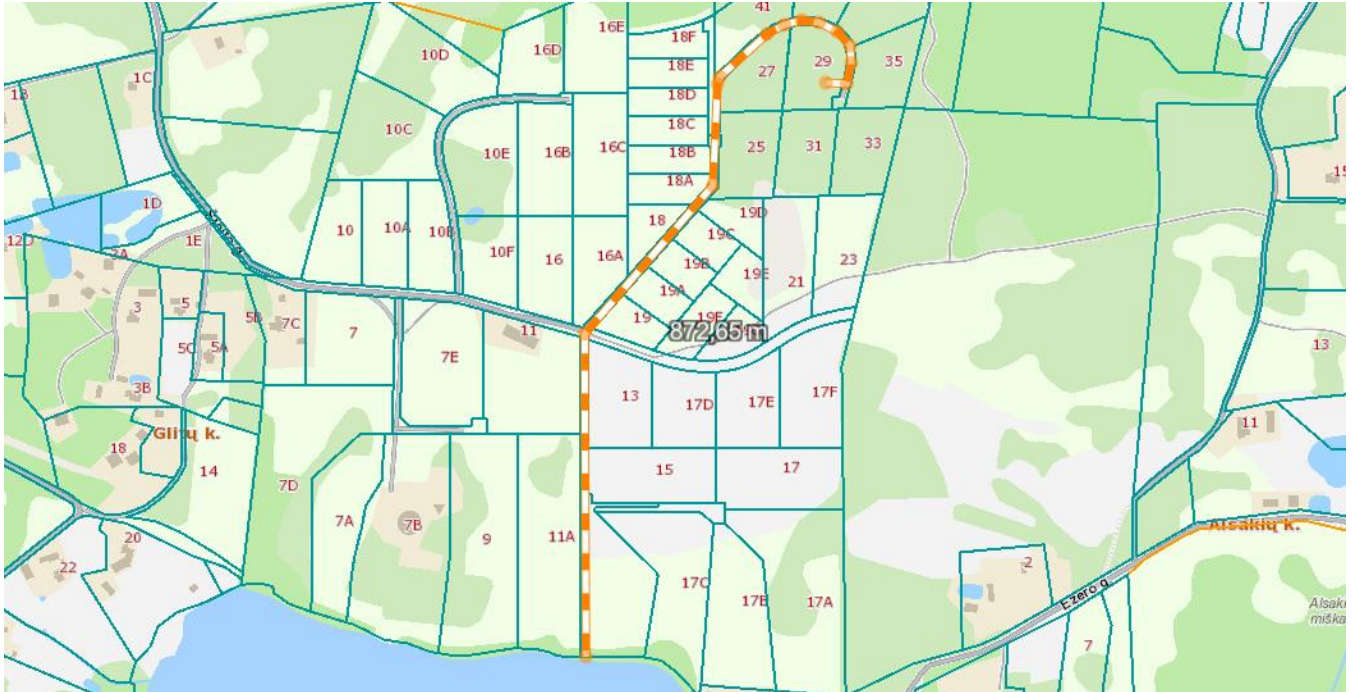 41
16E
18F
10D
16D
29
35
18E
27
1C
1B
18D
18C
10C
18B
25
31
33
10E
16B
16C
18A
1D
18
19D
10
10A
10B
19C
1E
12D
3A
10F
16
16A
19B
23
19E
21
19A
3
5
5B
7C
7
11
19
19F
872,65 m
5C
5A
7E
3B
13
17D
17E
17F
13
11
Glitų k.
18
14
15
17
7D
7A
7B
9
11A
Alsakių k.
20
22
2
17C
17B
17A
Ežero g.
miška
7